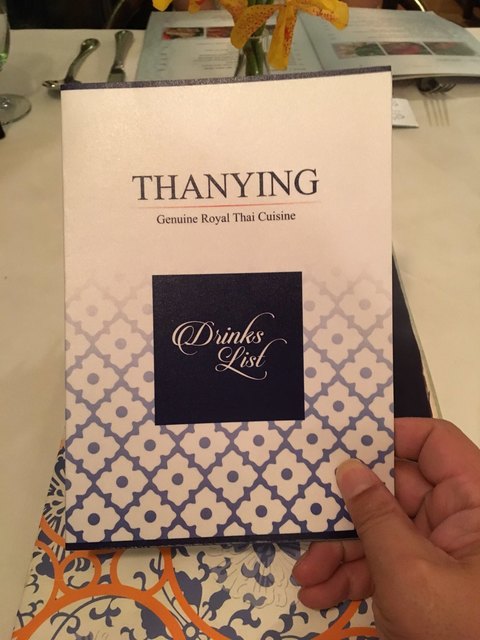 THANYING
Genuine Royal Thai Cuisine
Drinks
List